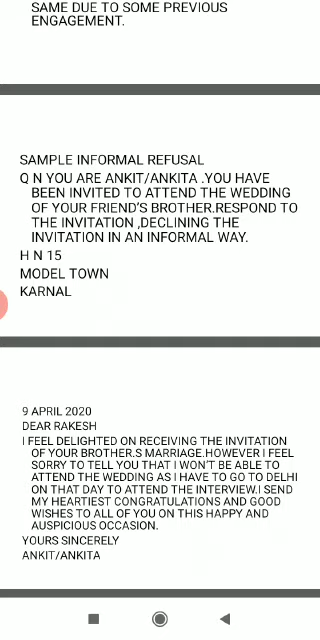 SAME DUE TO SOME PREVIOUS
ENGAGEMENT.
SAMPLE INFORMAL REFUSAL
Q N YOU ARE ANKIT/ANKITA .YOU HAVE
BEEN INVITED TO ATTEND THE WEDDING
OF YOUR FRIEND'S BROTHER.RESPOND TO
THE INVITATION ,DECLINING THE
INVITATION IN AN INFORMAL WAY.
H N 15
MODEL TOWN
KARNAL
9 APRIL 2020
DEAR RAKESH
I FEEL DELIGHTED ON RECEIVING THE INVITATION
OF YOUR BROTHER.S MARRIAGE.HOWEVER I FEEL
SORRY TO TELL YOU THAT I WON'T BE ABLE TO
ATTEND THE WEDDING AS I HAVE TO GO TO DELHI
ON THAT DAY TO ATTEND THE INTERVIEW.I SEND
MY HEARTIEST CONGRATULATIONS AND GOOD
WISHES TO ALL OF YOU ON THIS HAPPY AND
AUSPICIOUS OCCASION.
YOURS SINCERELY
ANKIT/ANKITA